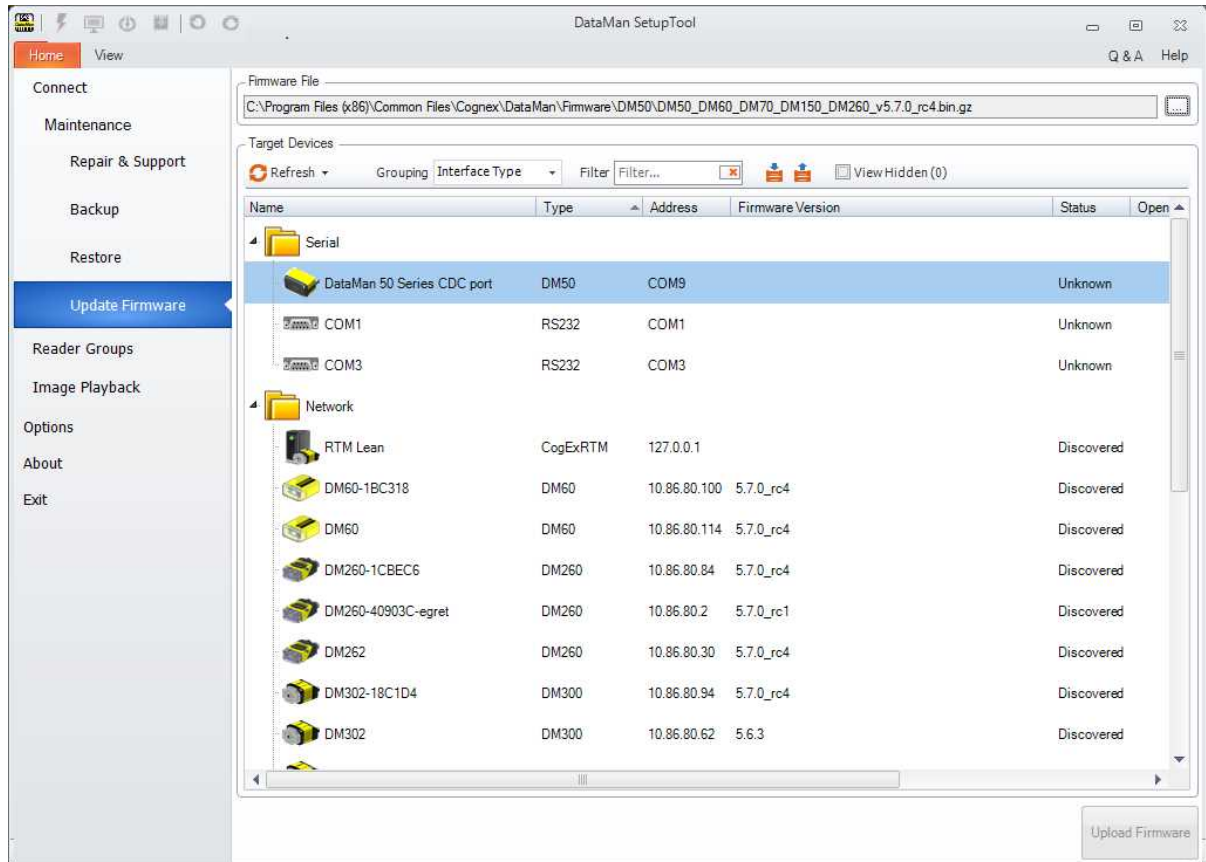 DataMan SetupTool
Home View Q & A Help
Connect
Maintenance
Repair & Support
Backup
Restore
Update Firmware
Reader Groups
Image Playback
Options
About
Exit
Firmware File
C:\Program Files (x86)\Common Files\Cognex\DataMan\Firmware\DM50\DM50_DM60_DM70_DM150_DM260_v5.7.0_rc4.bin.gz ...
Target Devices
Refresh Grouping Interface Type Filter Filter... View Hidden (0)
Name Type Address Firmware Version Status Open
Serial
DataMan 50 Series CDC port DM50 COM9 Unknown
COM1 RS232 COM1 Unknown
COM3 RS232 COM3 Unknown
Network
RTM Lean CogExRTM 127.0.0.1 Discovered
DM60-1BC318 DM60 10.86.80.100 5.7.0_rc4 Discovered
DM60 DM60 10.86.80.114 5.7.0_rc4 Discovered
DM260-1CBEC6 DM260 10.86.80.84 5.7.0_rc4 Discovered
DM260-40903C-egret DM260 10.86.80.2 5.7.0_rc1 Discovered
DM262 DM260 10.86.80.30 5.7.0_rc4 Discovered
DM302-18C1D4 DM300 10.86.80.94 5.7.0_rc4 Discovered
DM302 DM300 10.86.80.62 5.6.3 Discovered
Upload Firmware